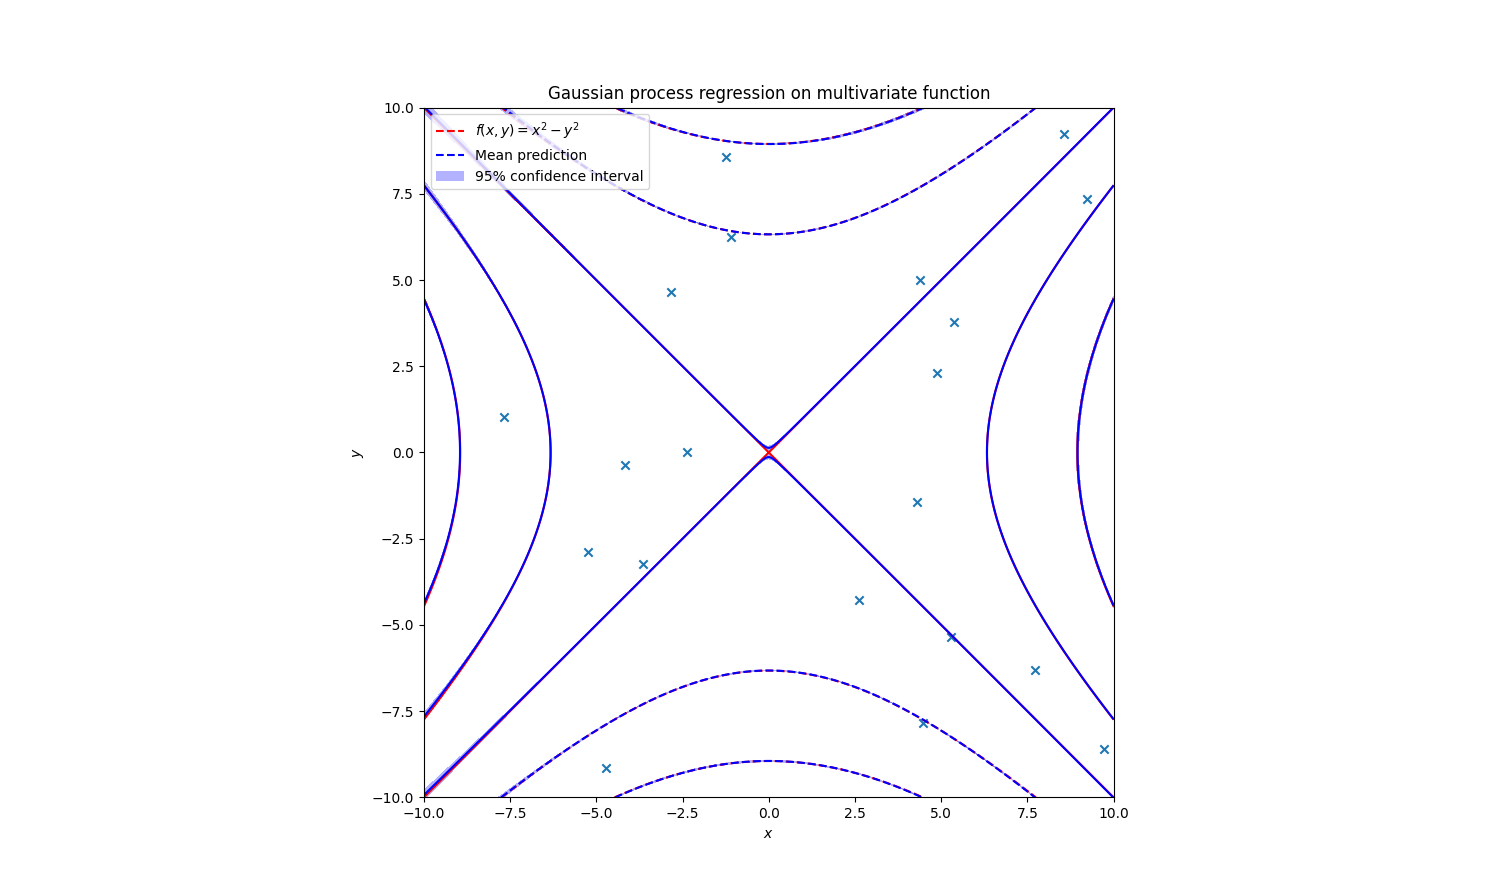 Gaussian process regression on multivariate function
f(x, y) = x² − y²
Mean prediction
95% confidence interval
10.0
7.5
5.0
2.5
0.0
−2.5
−5.0
−7.5
−10.0
y
−10.0 −7.5 −5.0 −2.5 0.0 2.5 5.0 7.5 10.0
x